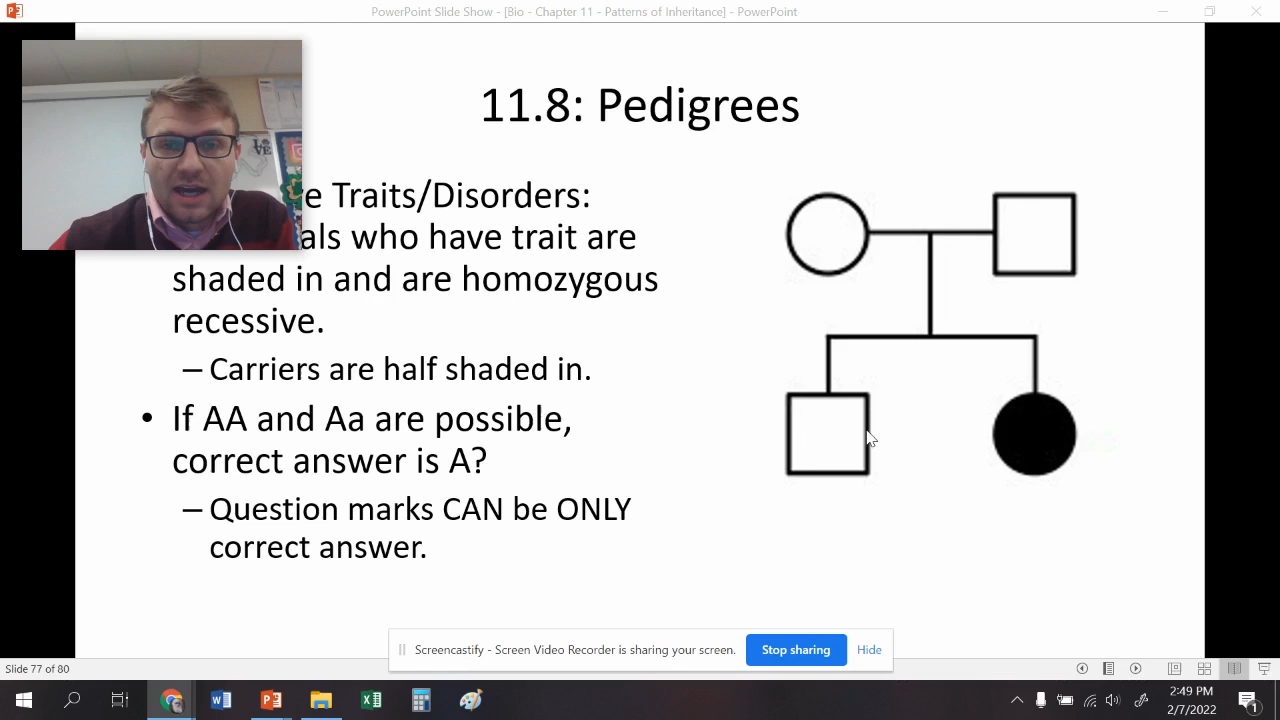 PowerPoint Slide Show - [Bio - Chapter 11 - Patterns of Inheritance] - PowerPoint
11.8: Pedigrees
e Traits/Disorders:
als who have trait are
shaded in and are homozygous
recessive.
– Carriers are half shaded in.
• If AA and Aa are possible,
correct answer is A?
– Question marks CAN be ONLY
correct answer.
Screencastify - Screen Video Recorder is sharing your screen.
Stop sharing
Hide
Slide 77 of 80
2:49 PM
2/7/2022
1